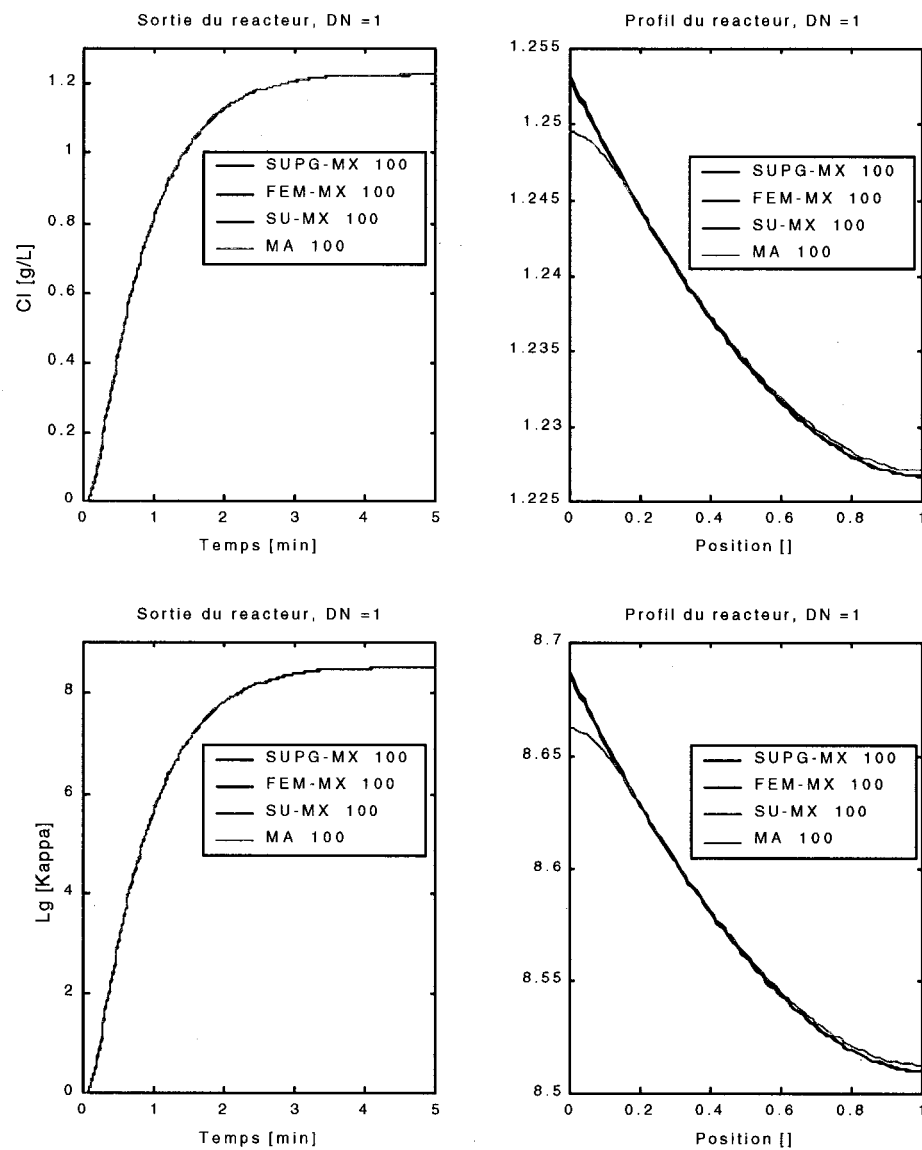 Sortie du reacteur, DN =1
1.2
1
0.8
0.6
0.4
0.2
0
Cl [g/L]
SUPG-MX 100
FEM-MX 100
SU-MX 100
MA 100
0 1 2 3 4 5
Temps [min]
Profil du reacteur, DN =1
1.255
1.25
1.245
1.24
1.235
1.23
1.225
SUPG-MX 100
FEM-MX 100
SU-MX 100
MA 100
0 0.2 0.4 0.6 0.8 1
Position []
Sortie du reacteur, DN =1
8
6
4
2
0
Lg [Kappa]
SUPG-MX 100
FEM-MX 100
SU-MX 100
MA 100
0 1 2 3 4 5
Temps [min]
Profil du reacteur, DN =1
8.7
8.65
8.6
8.55
8.5
SUPG-MX 100
FEM-MX 100
SU-MX 100
MA 100
0 0.2 0.4 0.6 0.8 1
Position []